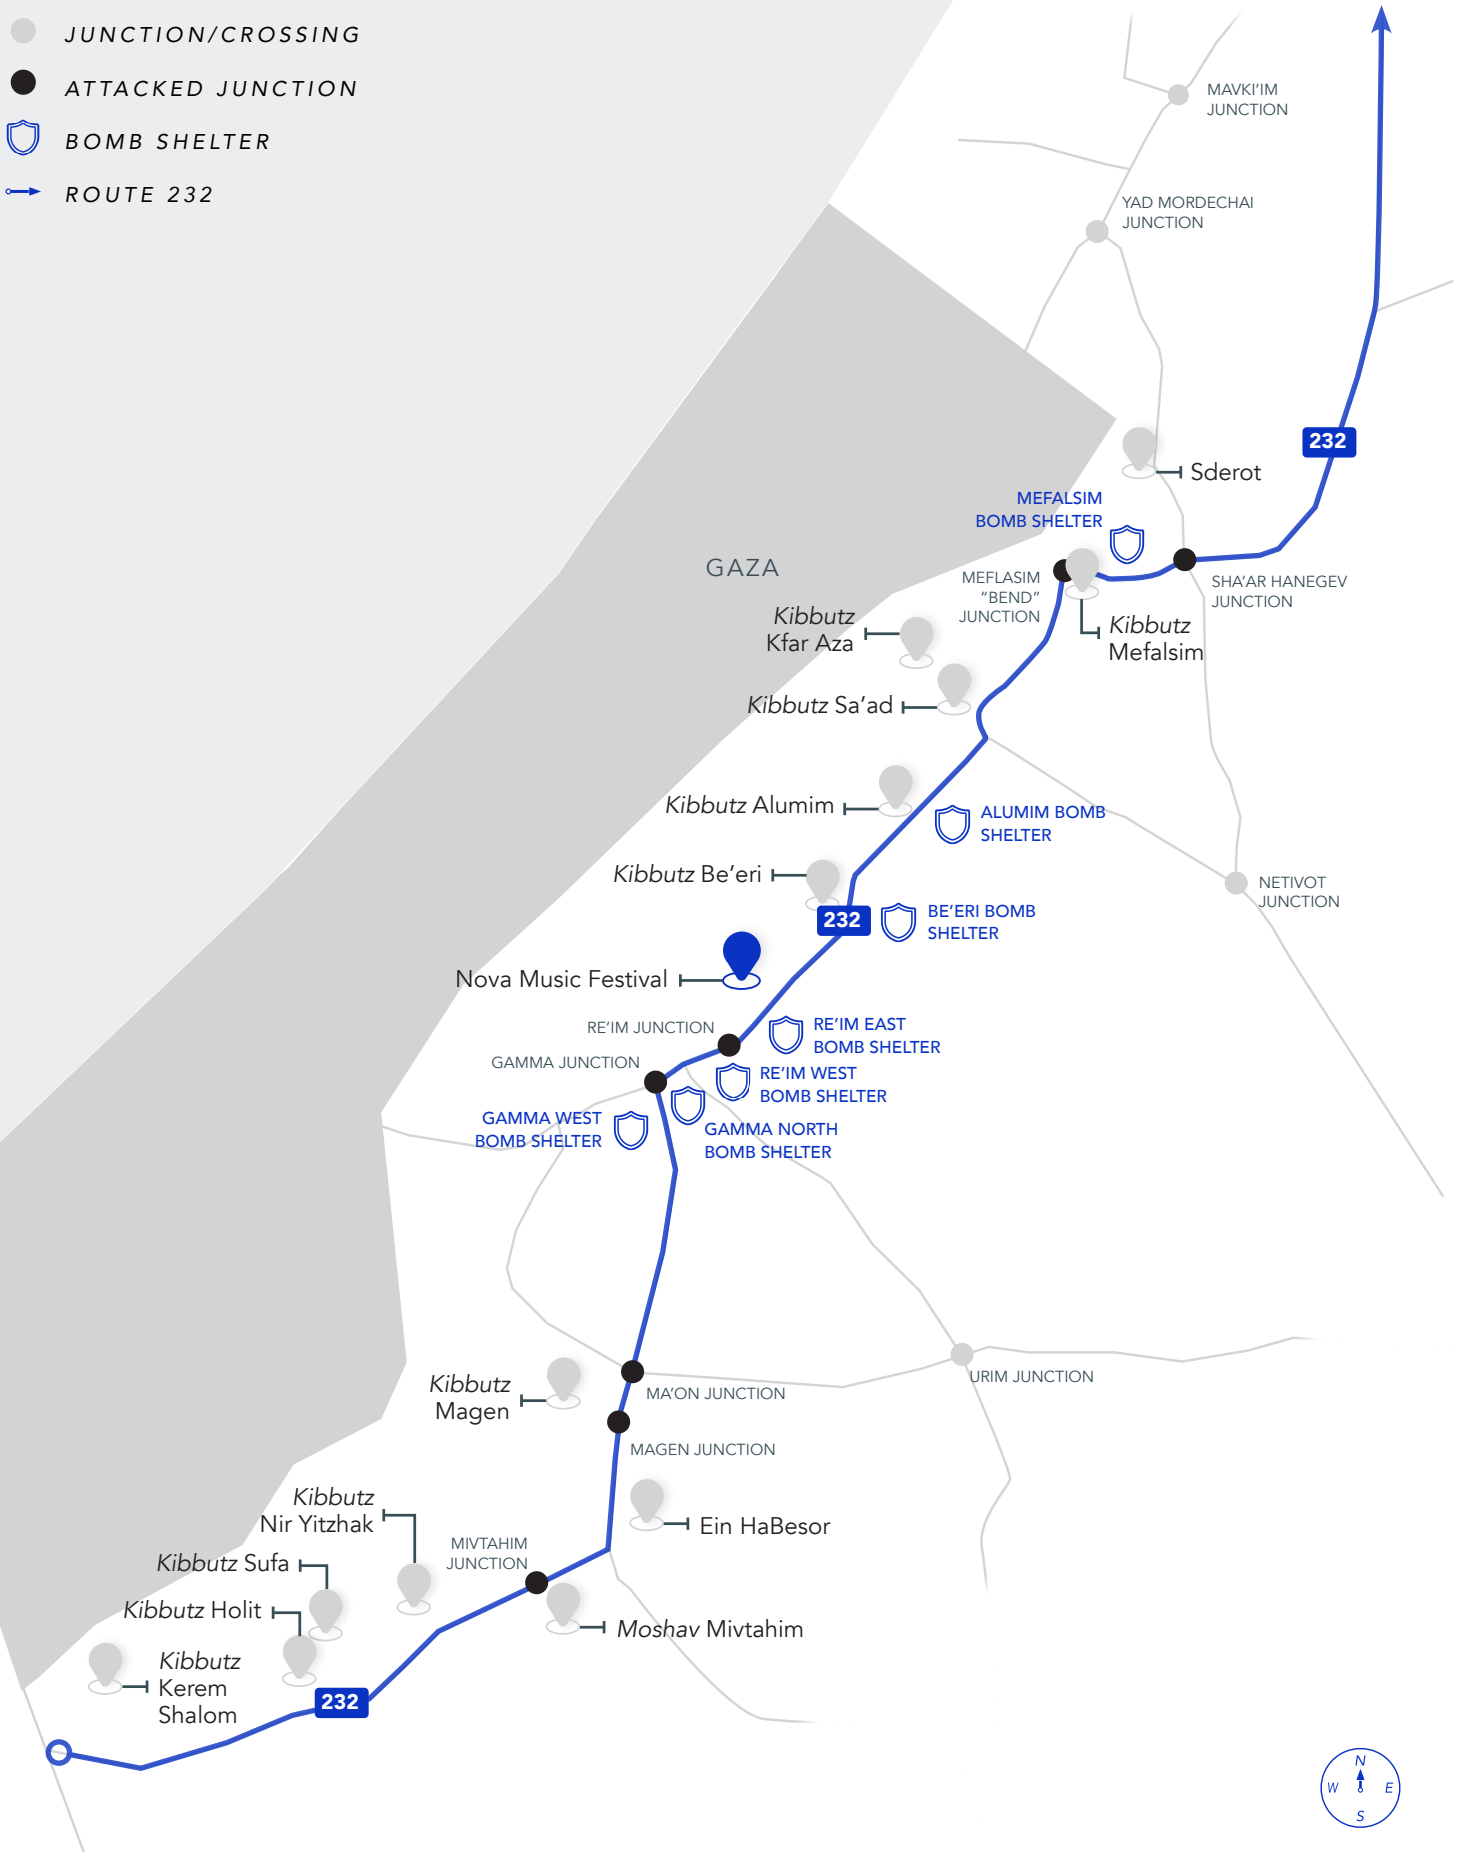 JUNCTION/CROSSING
ATTACKED JUNCTION
BOMB SHELTER
ROUTE 232
MAVKI'IM
JUNCTION
YAD MORDECHAI
JUNCTION
232
Sderot
MEFALSIM
BOMB SHELTER
GAZA
MEFLASIM
"BEND"
JUNCTION
SHA'AR HANEGEV
JUNCTION
Kibbutz
Kfar Aza
Kibbutz
Mefalsim
Kibbutz Sa'ad
Kibbutz Alumim
ALUMIM BOMB
SHELTER
Kibbutz Be'eri
NETIVOT
JUNCTION
232
BE'ERI BOMB
SHELTER
Nova Music Festival
RE'IM JUNCTION
RE'IM EAST
BOMB SHELTER
GAMMA JUNCTION
RE'IM WEST
BOMB SHELTER
GAMMA WEST
BOMB SHELTER
GAMMA NORTH
BOMB SHELTER
URIM JUNCTION
Kibbutz
Magen
MA'ON JUNCTION
MAGEN JUNCTION
Kibbutz
Nir Yitzhak
Ein HaBesor
MIVTAHIM
JUNCTION
Kibbutz Sufa
Kibbutz Holit
Moshav Mivtahim
Kibbutz
Kerem
Shalom
232
N
W E
S